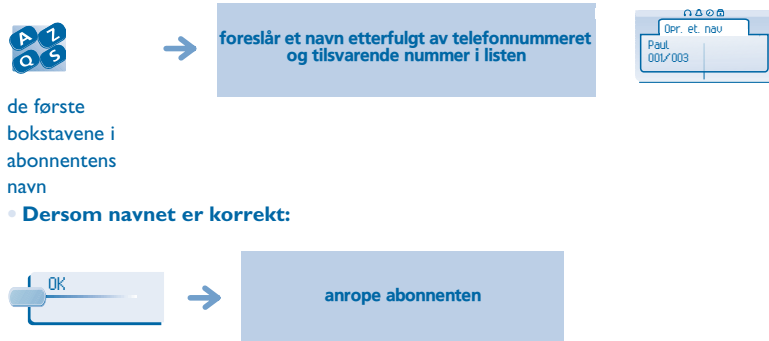 A Z
Q S
foreslår et navn etterfulgt av telefonnummeret
og tilsvarende nummer i listen
Opr. et. nav
Paul
001/003
de første
bokstavene i
abonnentens
navn
• Dersom navnet er korrekt:
OK
anrope abonnenten